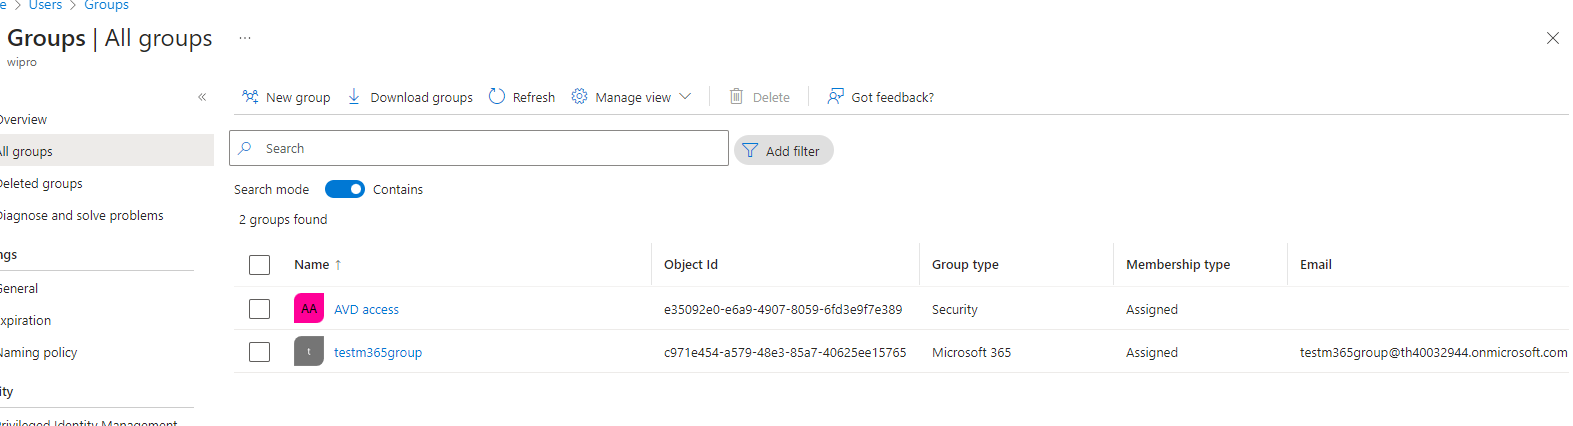 e > Users > Groups
Groups | All groups ...
wipro
«
New group Download groups Refresh Manage view Delete Got feedback?
Overview
All groups
Deleted groups
Diagnose and solve problems
ngs
General
Expiration
Naming policy
ity
Privileged Identity Management
Search Add filter
Search mode Contains
2 groups found
Name ↑ Object Id Group type Membership type Email
AA AVD access e35092e0-e6a9-4907-8059-6fd3e9f7e389 Security Assigned
t testm365group c971e454-a579-48e3-85a7-40625ee15765 Microsoft 365 Assigned testm365group@th40032944.onmicrosoft.com